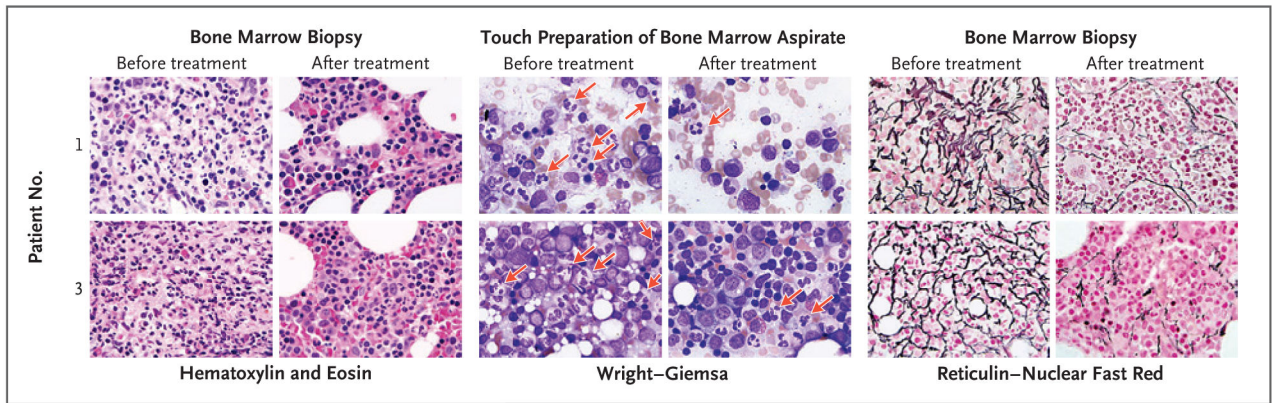 Bone Marrow Biopsy
Before treatment
After treatment
Touch Preparation of Bone Marrow Aspirate
Before treatment
After treatment
Bone Marrow Biopsy
Before treatment
After treatment
Patient No.
1
3
Hematoxylin and Eosin
Wright–Giemsa
Reticulin–Nuclear Fast Red